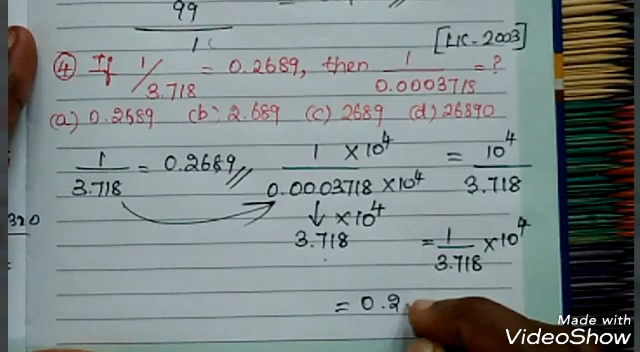 99
[LIC-2003]
④ If 1/3.718 = 0.2689, then 1/0.0003718 = ?
(a) 0.2689 (b) 2.689 (c) 2689 (d) 26890
1/3.718 = 0.2689 1 × 10⁴/0.0003718 × 10⁴ = 10⁴/3.718
320
↓ × 10⁴
3.718 = 1/3.718 × 10⁴
= 0.2
Made with
VideoShow